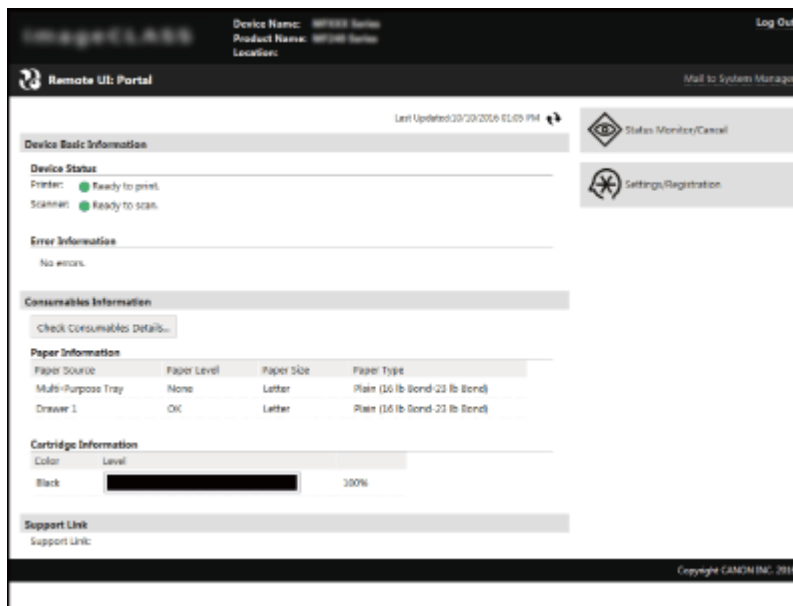 imageCLASS
Device Name:
Product Name:
Location:
Log Out
Remote UI: Portal
Mail to System Manager
Last Updated:10/10/2016 01:05 PM
Device Basic Information
Device Status
Printer: Ready to print.
Scanner: Ready to scan.
Error Information
No errors.
Consumables Information
Check Consumables Details...
Paper Information
Paper Source Paper Level Paper Size Paper Type
Multi-Purpose Tray None Letter Plain (16 lb Bond-23 lb Bond)
Drawer 1 OK Letter Plain (16 lb Bond-23 lb Bond)
Cartridge Information
Color Level
Black 100%
Support Link
Support Link:
Status Monitor/Cancel
Settings/Registration
Copyright CANON INC. 2016